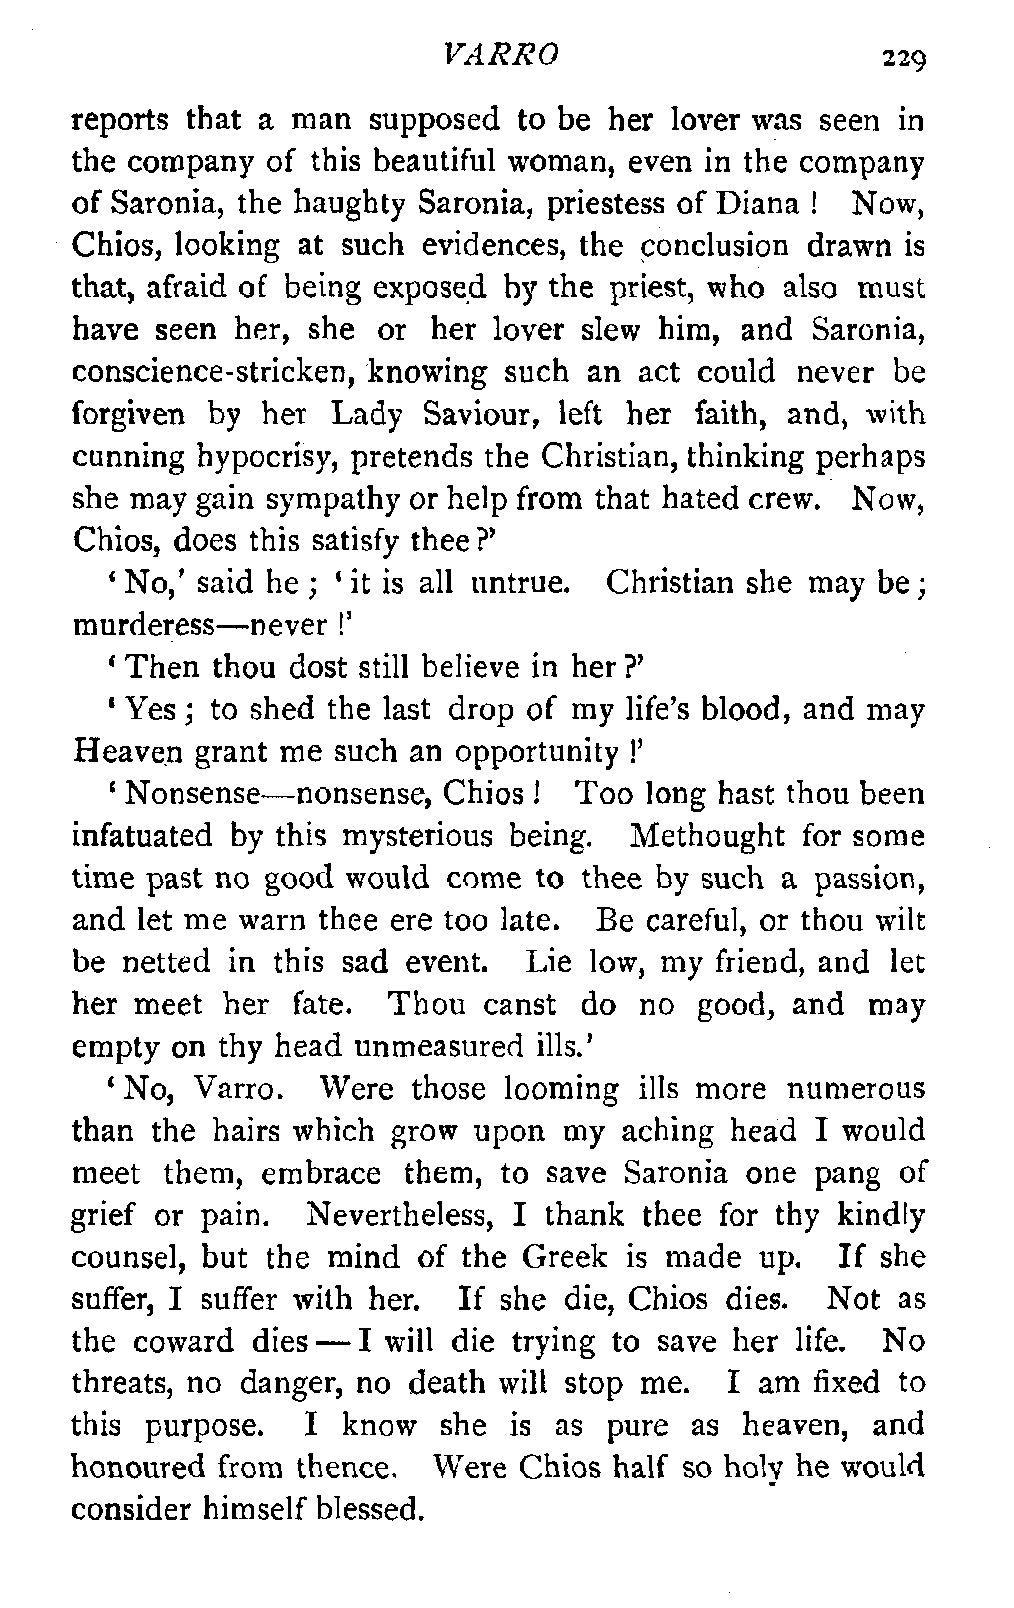 VARRO 229
reports that a man supposed to be her lover was seen in
the company of this beautiful woman, even in the company
of Saronia, the haughty Saronia, priestess of Diana! Now,
Chios, looking at such evidences, the conclusion drawn is
that, afraid of being exposed by the priest, who also must
have seen her, she or her lover slew him, and Saronia,
conscience-stricken, knowing such an act could never be
forgiven by her Lady Saviour, left her faith, and, with
cunning hypocrisy, pretends the Christian, thinking perhaps
she may gain sympathy or help from that hated crew. Now,
Chios, does this satisfy thee?'
'No,' said he; 'it is all untrue. Christian she may be;
murderess—never!'
'Then thou dost still believe in her?'
'Yes; to shed the last drop of my life's blood, and may
Heaven grant me such an opportunity!'
'Nonsense—nonsense, Chios! Too long hast thou been
infatuated by this mysterious being. Methought for some
time past no good would come to thee by such a passion,
and let me warn thee ere too late. Be careful, or thou wilt
be netted in this sad event. Lie low, my friend, and let
her meet her fate. Thou canst do no good, and may
empty on thy head unmeasured ills.'
'No, Varro. Were those looming ills more numerous
than the hairs which grow upon my aching head I would
meet them, embrace them, to save Saronia one pang of
grief or pain. Nevertheless, I thank thee for thy kindly
counsel, but the mind of the Greek is made up. If she
suffer, I suffer with her. If she die, Chios dies. Not as
the coward dies—I will die trying to save her life. No
threats, no danger, no death will stop me. I am fixed to
this purpose. I know she is as pure as heaven, and
honoured from thence. Were Chios half so holy he would
consider himself blessed.